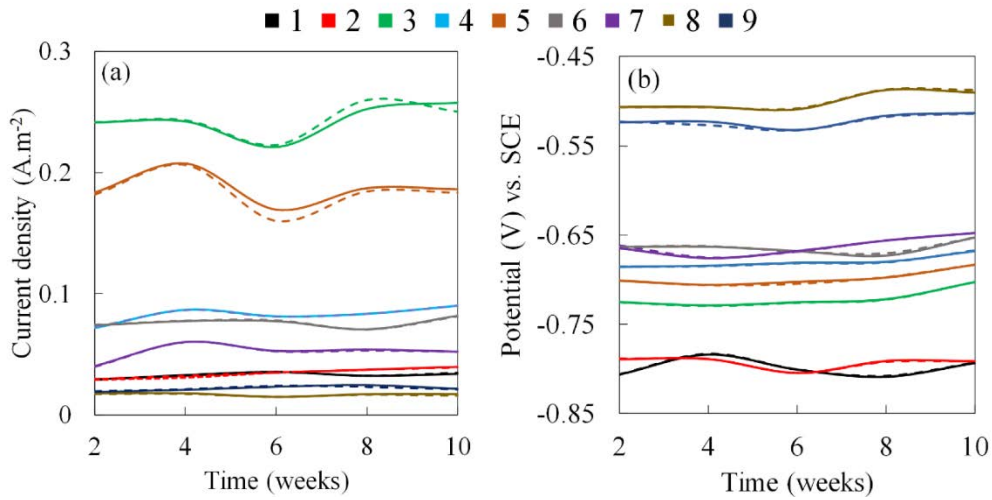 1 2 3 4 5 6 7 8 9
(a)
Current density (A.m-2)
0.3
0.2
0.1
0
2 4 6 8 10
Time (weeks)
(b)
Potential (V) vs. SCE
-0.45
-0.55
-0.65
-0.75
-0.85
2 4 6 8 10
Time (weeks)